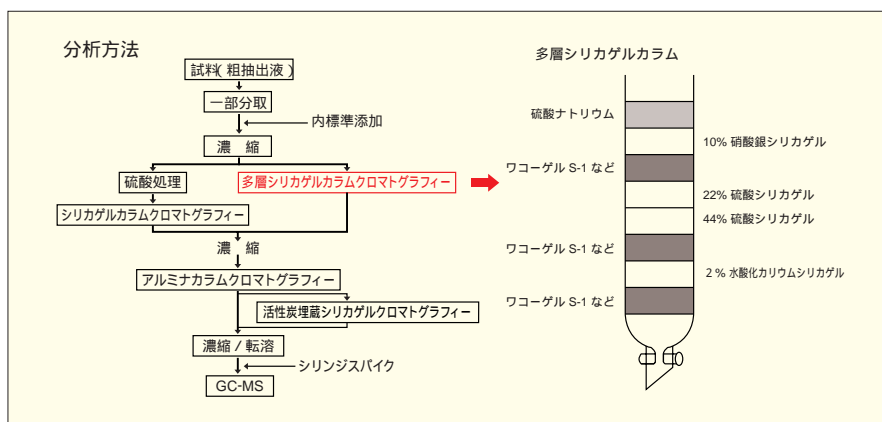 分析方法
試料( 粗抽出液 )
一部分取
内標準添加
濃 縮
硫酸処理
多層シリカゲルカラムクロマトグラフィー
シリカゲルカラムクロマトグラフィー
濃 縮
アルミナカラムクロマトグラフィー
活性炭埋蔵シリカゲルクロマトグラフィー
濃縮 / 転溶
シリンジスパイク
GC-MS
多層シリカゲルカラム
硫酸ナトリウム
10% 硝酸銀シリカゲル
ワコーゲル S-1 など
22% 硫酸シリカゲル
44% 硫酸シリカゲル
ワコーゲル S-1 など
2 % 水酸化カリウムシリカゲル
ワコーゲル S-1 など